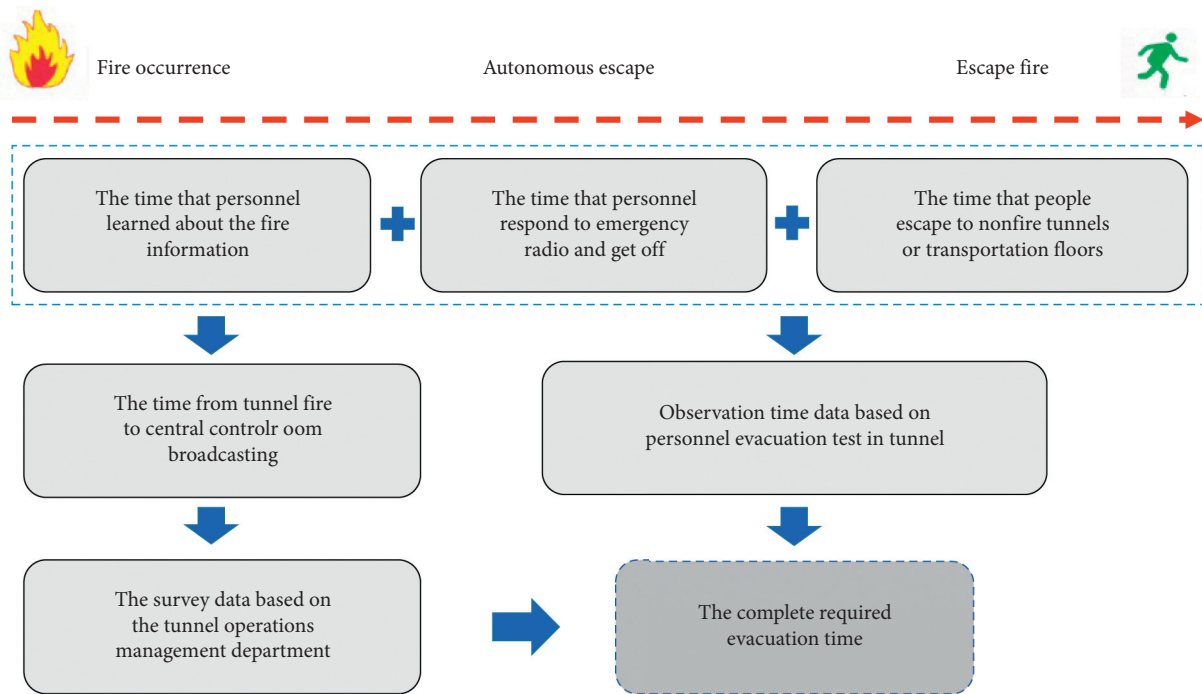 Fire occurrence
Autonomous escape
Escape fire
The time that personnel
learned about the fire
information
The time that personnel
respond to emergency
radio and get off
The time that people
escape to nonfire tunnels
or transportation floors
The time from tunnel fire
to central controlr oom
broadcasting
Observation time data based on
personnel evacuation test in tunnel
The survey data based on
the tunnel operations
management department
The complete required
evacuation time